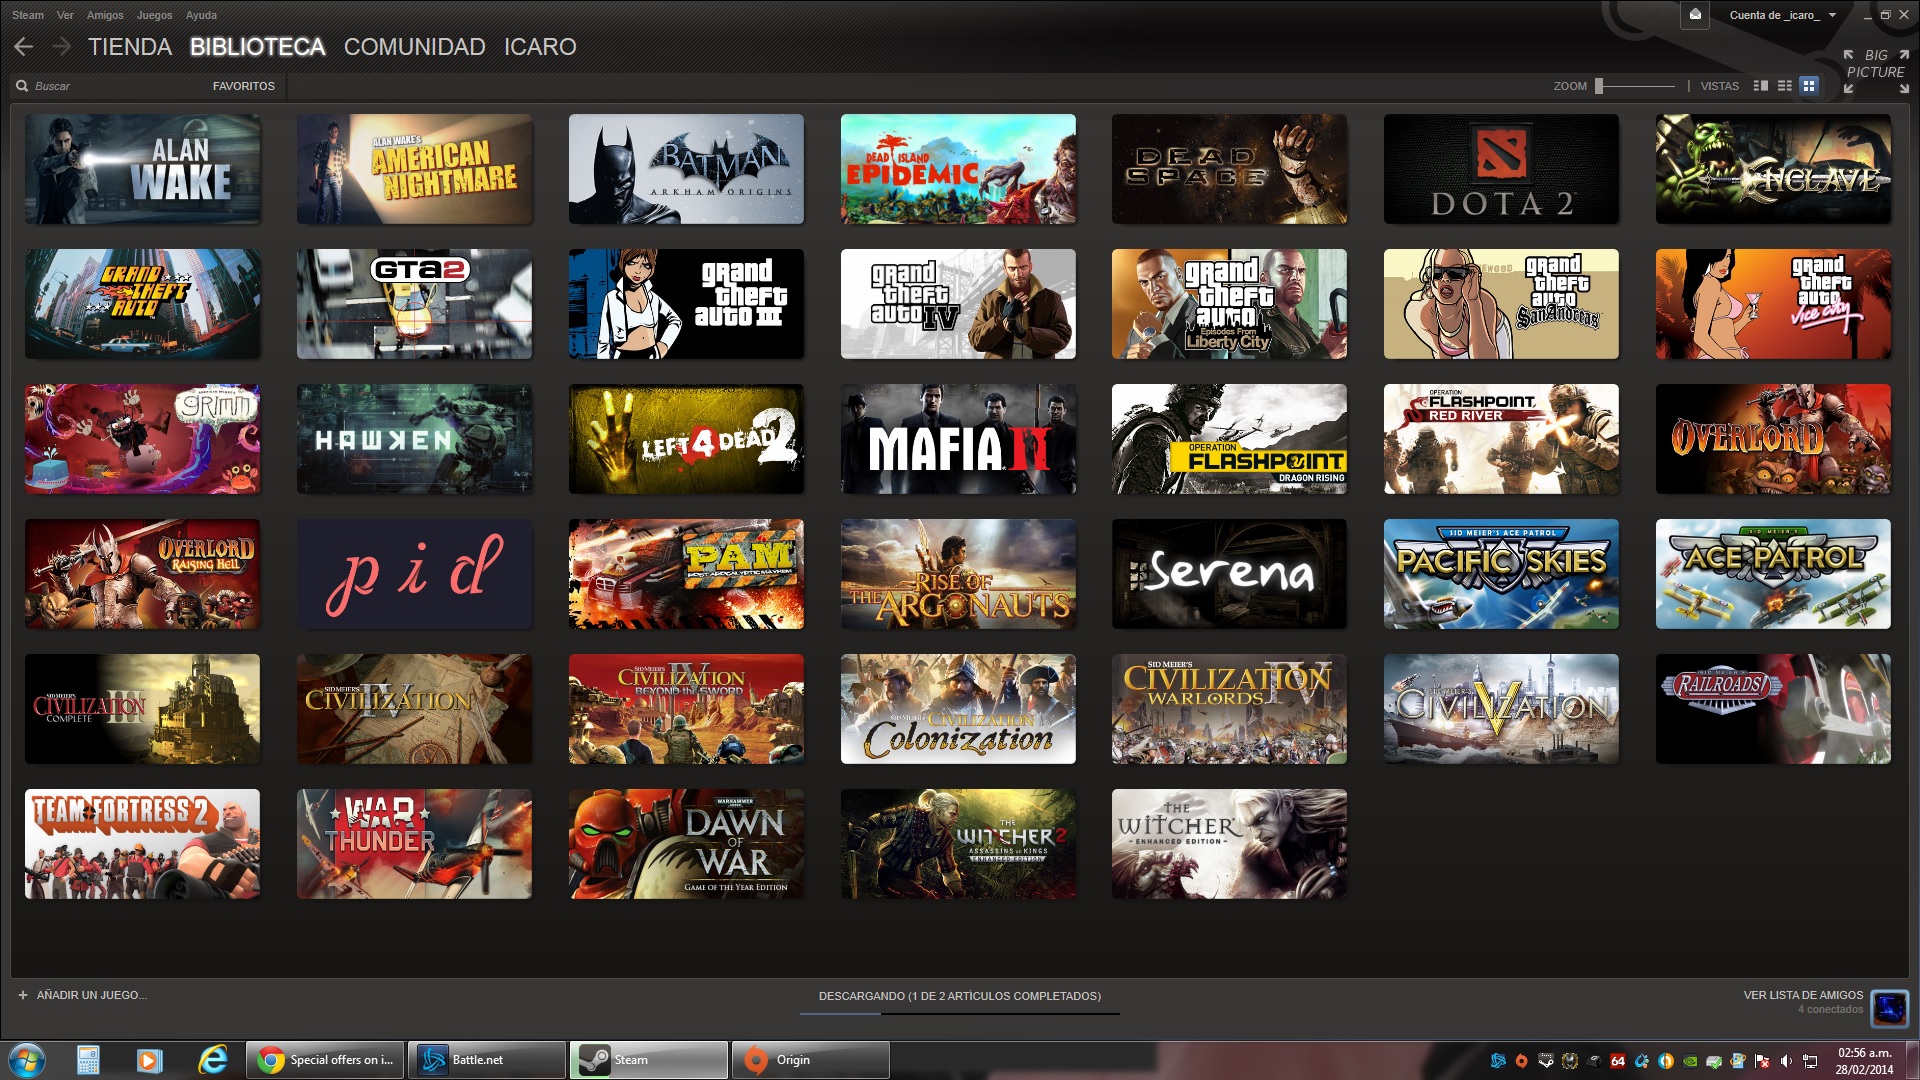 Steam Ver Amigos Juegos Ayuda
Cuenta de _icaro_
TIENDA BIBLIOTECA COMUNIDAD ICARO
BIG PICTURE
Buscar
FAVORITOS
ZOOM | VISTAS
ALAN WAKE
ALAN WAKE'S AMERICAN NIGHTMARE
BATMAN ARKHAM ORIGINS
DEAD ISLAND EPIDEMIC
DEAD SPACE
DOTA 2
ENCLAVE
GRAND THEFT AUTO
GTA2
grand theft auto III
grand theft auto IV
grand theft auto Episodes From Liberty City
grand theft auto San Andreas
grand theft auto vice city
grimm
HAWKEN
LEFT 4 DEAD 2
MAFIA II
OPERATION FLASHPOINT DRAGON RISING
OPERATION FLASHPOINT RED RIVER
OVERLORD
OVERLORD RAISING HELL
pid
PAM POST APOCALYPTIC MAYHEM
RISE OF THE ARGONAUTS
Serena
SID MEIER'S ACE PATROL PACIFIC SKIES
SID MEIER'S ACE PATROL
SID MEIER'S CIVILIZATION III COMPLETE
SID MEIER'S CIVILIZATION IV
SID MEIER'S CIVILIZATION IV BEYOND the SWORD
SID MEIER'S CIVILIZATION IV Colonization
SID MEIER'S CIVILIZATION IV WARLORDS
SID MEIER'S CIVILIZATION V
SID MEIER'S RAILROADS!
TEAM FORTRESS 2
WAR THUNDER
WARHAMMER DAWN OF WAR GAME OF THE YEAR EDITION
THE WITCHER 2 ASSASSINS OF KINGS ENHANCED EDITION
THE WITCHER - ENHANCED EDITION -
+ AÑADIR UN JUEGO...
DESCARGANDO (1 DE 2 ARTÍCULOS COMPLETADOS)
VER LISTA DE AMIGOS
4 conectados
Special offers on i...
Battle.net
Steam
Origin
64
02:56 a.m.
28/02/2014